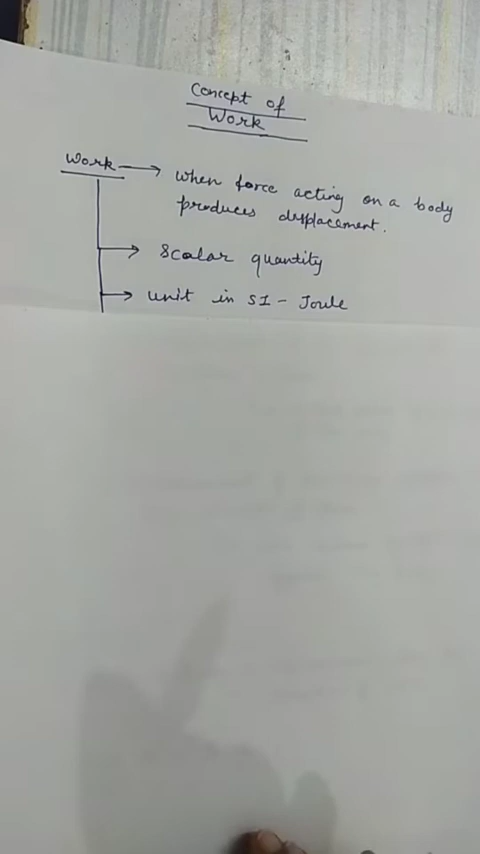 Concept of
Work
Work → when force acting on a body
produces displacement.
→ Scalar quantity
→ unit in SI - Joule